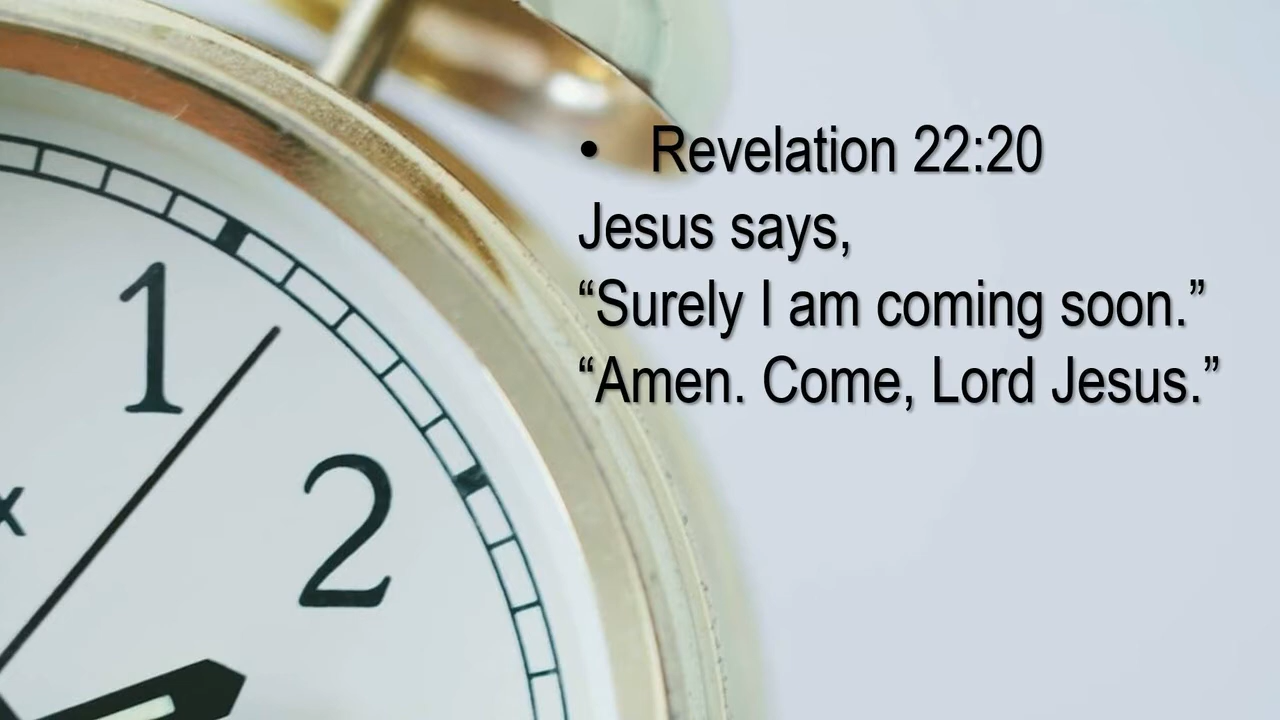 • Revelation 22:20
Jesus says,
“Surely I am coming soon.”
“Amen. Come, Lord Jesus.”
1
2
x